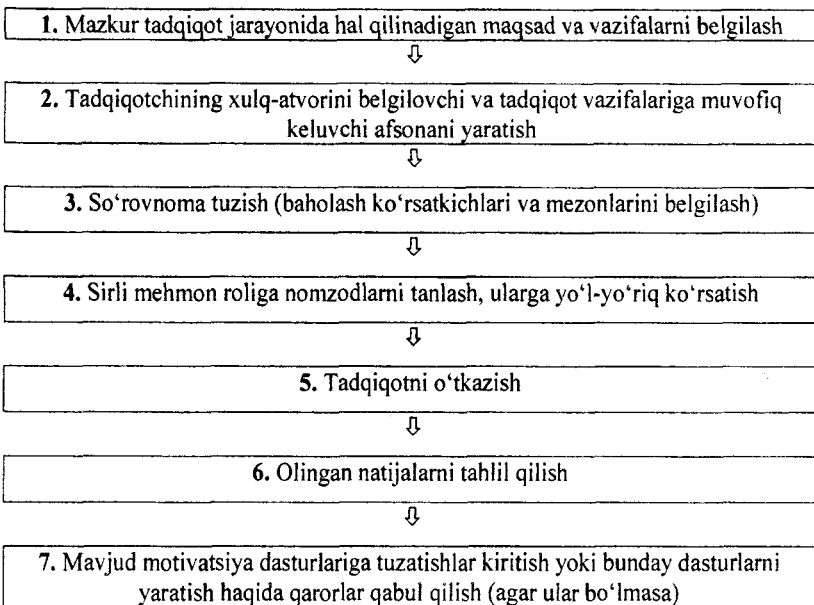 1. Mazkur tadqiqot jarayonida hal qilinadigan maqsad va vazifalarni belgilash
⇩
2. Tadqiqotchining xulq-atvorini belgilovchi va tadqiqot vazifalariga muvofiq
keluvchi afsonani yaratish
⇩
3. So‘rovnoma tuzish (baholash ko‘rsatkichlari va mezonlarini belgilash)
⇩
4. Sirli mehmon roliga nomzodlarni tanlash, ularga yo‘l-yo‘riq ko‘rsatish
⇩
5. Tadqiqotni o‘tkazish
⇩
6. Olingan natijalarni tahlil qilish
⇩
7. Mavjud motivatsiya dasturlariga tuzatishlar kiritish yoki bunday dasturlarni
yaratish haqida qarorlar qabul qilish (agar ular bo‘lmasa)